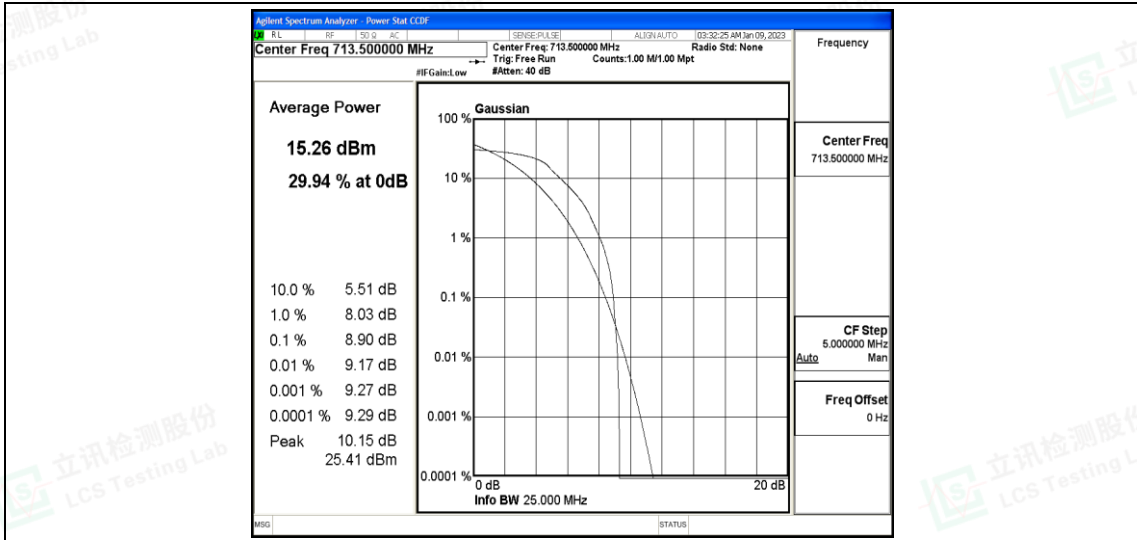 Agilent Spectrum Analyzer - Power Stat CCDF
LXI RL RF 50 Ω AC SENSE:PULSE ALIGN AUTO 03:32:25 AM Jan 09, 2023
Center Freq 713.500000 MHz
Center Freq: 713.500000 MHz Radio Std: None
Trig: Free Run Counts:1.00 M/1.00 Mpt
#IFGain:Low #Atten: 40 dB
Frequency
Average Power
15.26 dBm
29.94 % at 0dB
10.0 % 5.51 dB
1.0 % 8.03 dB
0.1 % 8.90 dB
0.01 % 9.17 dB
0.001 % 9.27 dB
0.0001 % 9.29 dB
Peak 10.15 dB
25.41 dBm
Gaussian
100 %
10 %
1 %
0.1 %
0.01 %
0.001 %
0.0001 %
0 dB 20 dB
Info BW 25.000 MHz
Center Freq
713.500000 MHz
CF Step
5.000000 MHz
Auto Man
Freq Offset
0 Hz
MSG STATUS
立讯检测股份
LCS Testing Lab
立讯检测股份
LCS Testing L